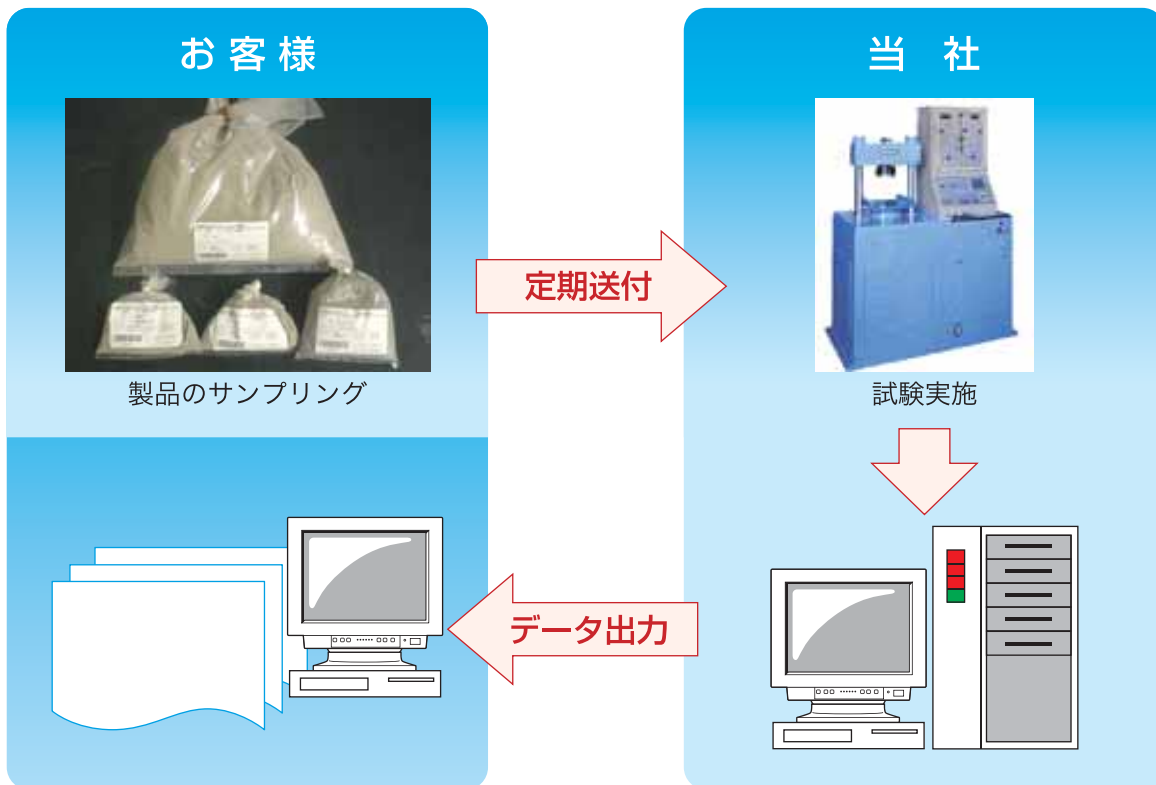 お客様
当 社
定期送付
製品のサンプリング
試験実施
データ出力